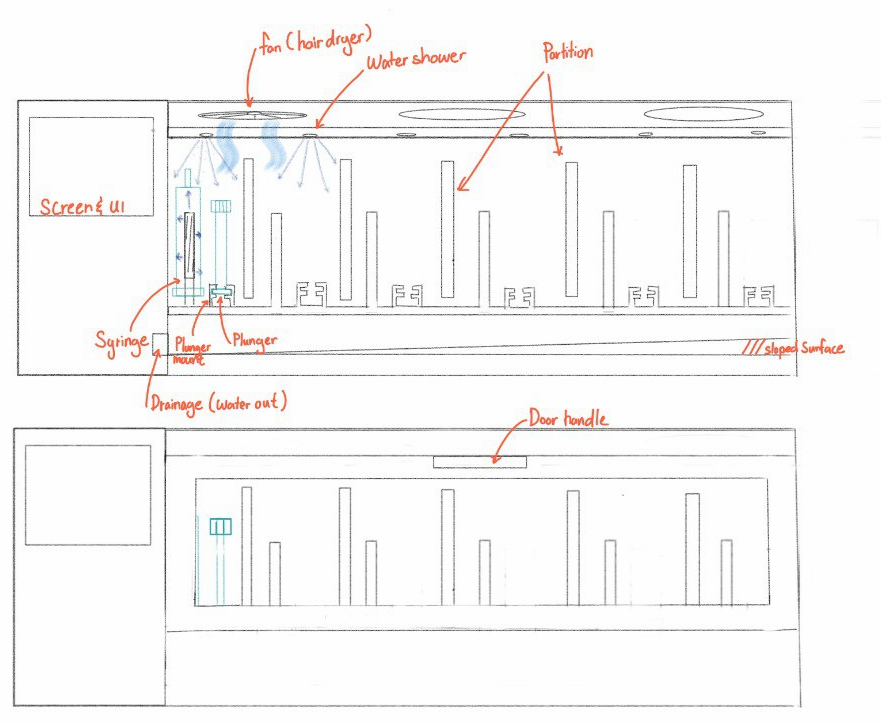 fan (hair dryer)
Water shower
Partition
Screen & UI
Syringe
Plunger
mount
Plunger
sloped Surface
Drainage (Water out)
Door handle